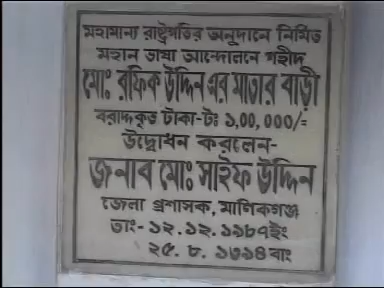 মহামান্য রাষ্ট্রপতির অনুদানে নির্মিত
মহান ভাষা আন্দোলনে শহীদ
মোঃ রফিক উদ্দিন এর মাতার বাড়ী
বরাদ্দকৃত টাকা-টঃ ১,০০,০০০/=
উদ্বোধন করলেন-
জনাব মোঃ সাইফ উদ্দিন
জেলা প্রশাসক, মানিকগঞ্জ
তাং- ১২.১২.১৯৮৭ইং
২৫.৮.১৩৯৪বাং